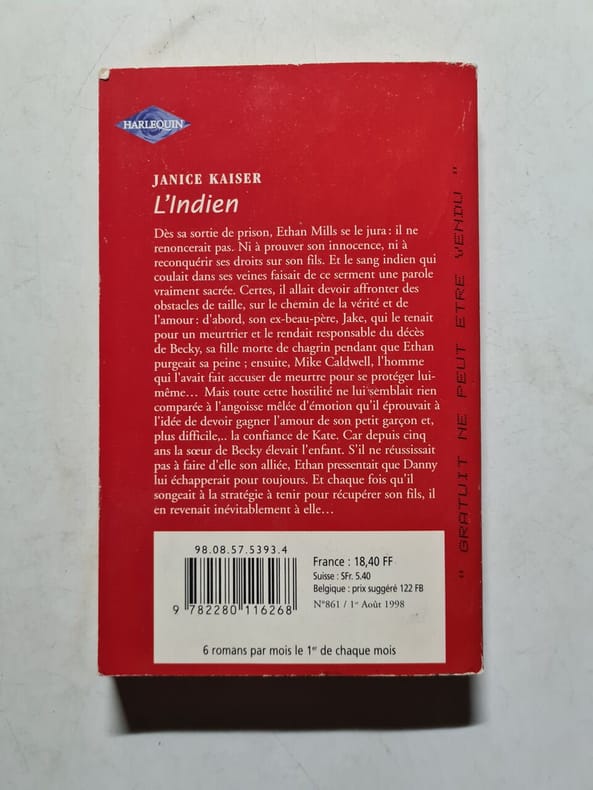 HARLEQUIN
JANICE KAISER
L'Indien
Dès sa sortie de prison, Ethan Mills se le jura : il ne
renoncerait pas. Ni à prouver son innocence, ni à
reconquérir ses droits sur son fils. Et le sang indien qui
coulait dans ses veines faisait de ce serment une parole
vraiment sacrée. Certes, il allait devoir affronter des
obstacles de taille, sur le chemin de la vérité et de
l'amour : d'abord, son ex-beau-père, Jake, qui le tenait
pour un meurtrier et le rendait responsable du décès
de Becky, sa fille morte de chagrin pendant que Ethan
purgeait sa peine ; ensuite, Mike Caldwell, l'homme
qui l'avait fait accuser de meurtre pour se protéger lui-
même... Mais toute cette hostilité ne lui semblait rien
comparée à l'angoisse mêlée d'émotion qu'il éprouvait à
l'idée de devoir gagner l'amour de son petit garçon et,
plus difficile,.. la confiance de Kate. Car depuis cinq
ans la sœur de Becky élevait l'enfant. S'il ne réussissait
pas à faire d'elle son alliée, Ethan pressentait que Danny
lui échapperait pour toujours. Et chaque fois qu'il
songeait à la stratégie à tenir pour récupérer son fils, il
en revenait inévitablement à elle...
" GRATUIT NE PEUT ETRE VENDU "
98.08.57.5393.4
9 782280 116268
France : 18,40 FF
Suisse : SFr. 5.40
Belgique : prix suggéré 122 FB
N°861 / 1er Août 1998
6 romans par mois le 1er de chaque mois